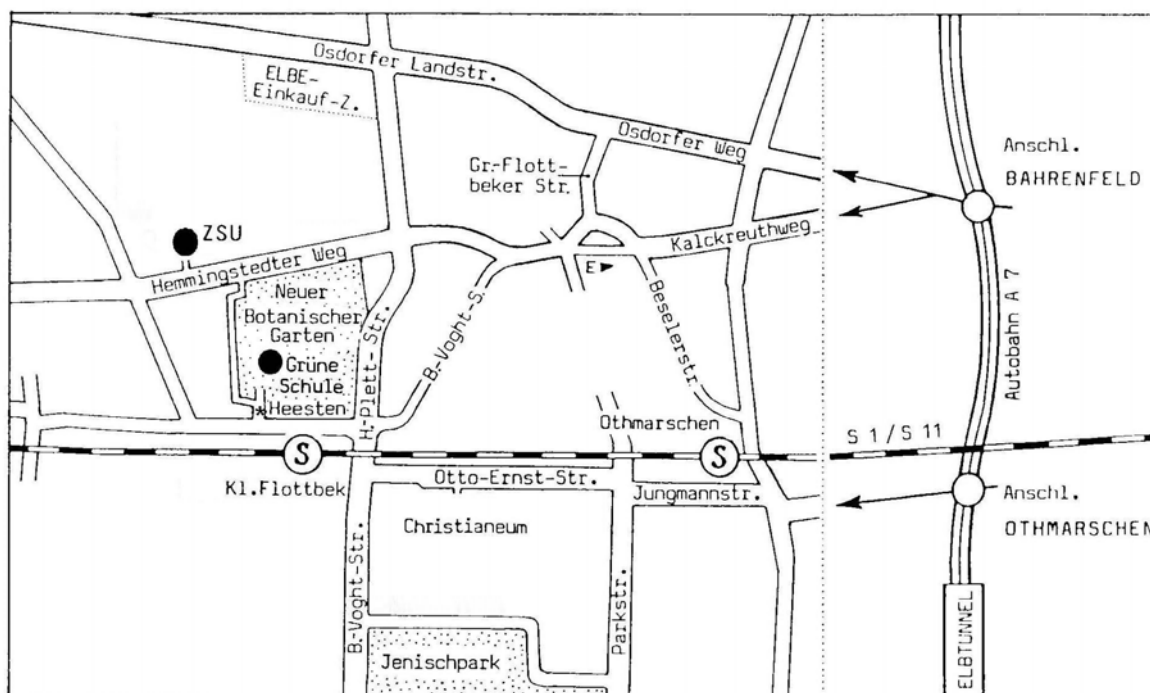 Osdorfer Landstr.
ELBE-
Einkauf-Z.
Osdorfer Weg
Gr.-Flott-
beker Str.
Anschl.
BAHRENFELD
ZSU
Kalckreuthweg
Hemmingstedter Weg
E
Neuer
Botanischer
Garten
Grüne
Schule
*Heesten
H.-Plett-Str.
B.-Voght-S.
Beselerstr.
Autobahn A 7
Othmarschen
S 1 / S 11
S
S
Kl.Flottbek
Otto-Ernst-Str.
Jungmannstr.
Anschl.
OTHMARSCHEN
Christianeum
B.-Voght-Str.
Parkstr.
ELBTUNNEL
Jenischpark